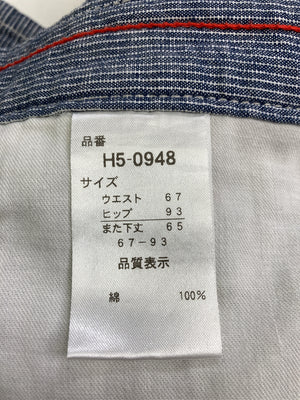 品番
H5-0948
サイズ
ウエスト 67
ヒップ 93
また下丈 65
67-93
品質表示
綿 100%